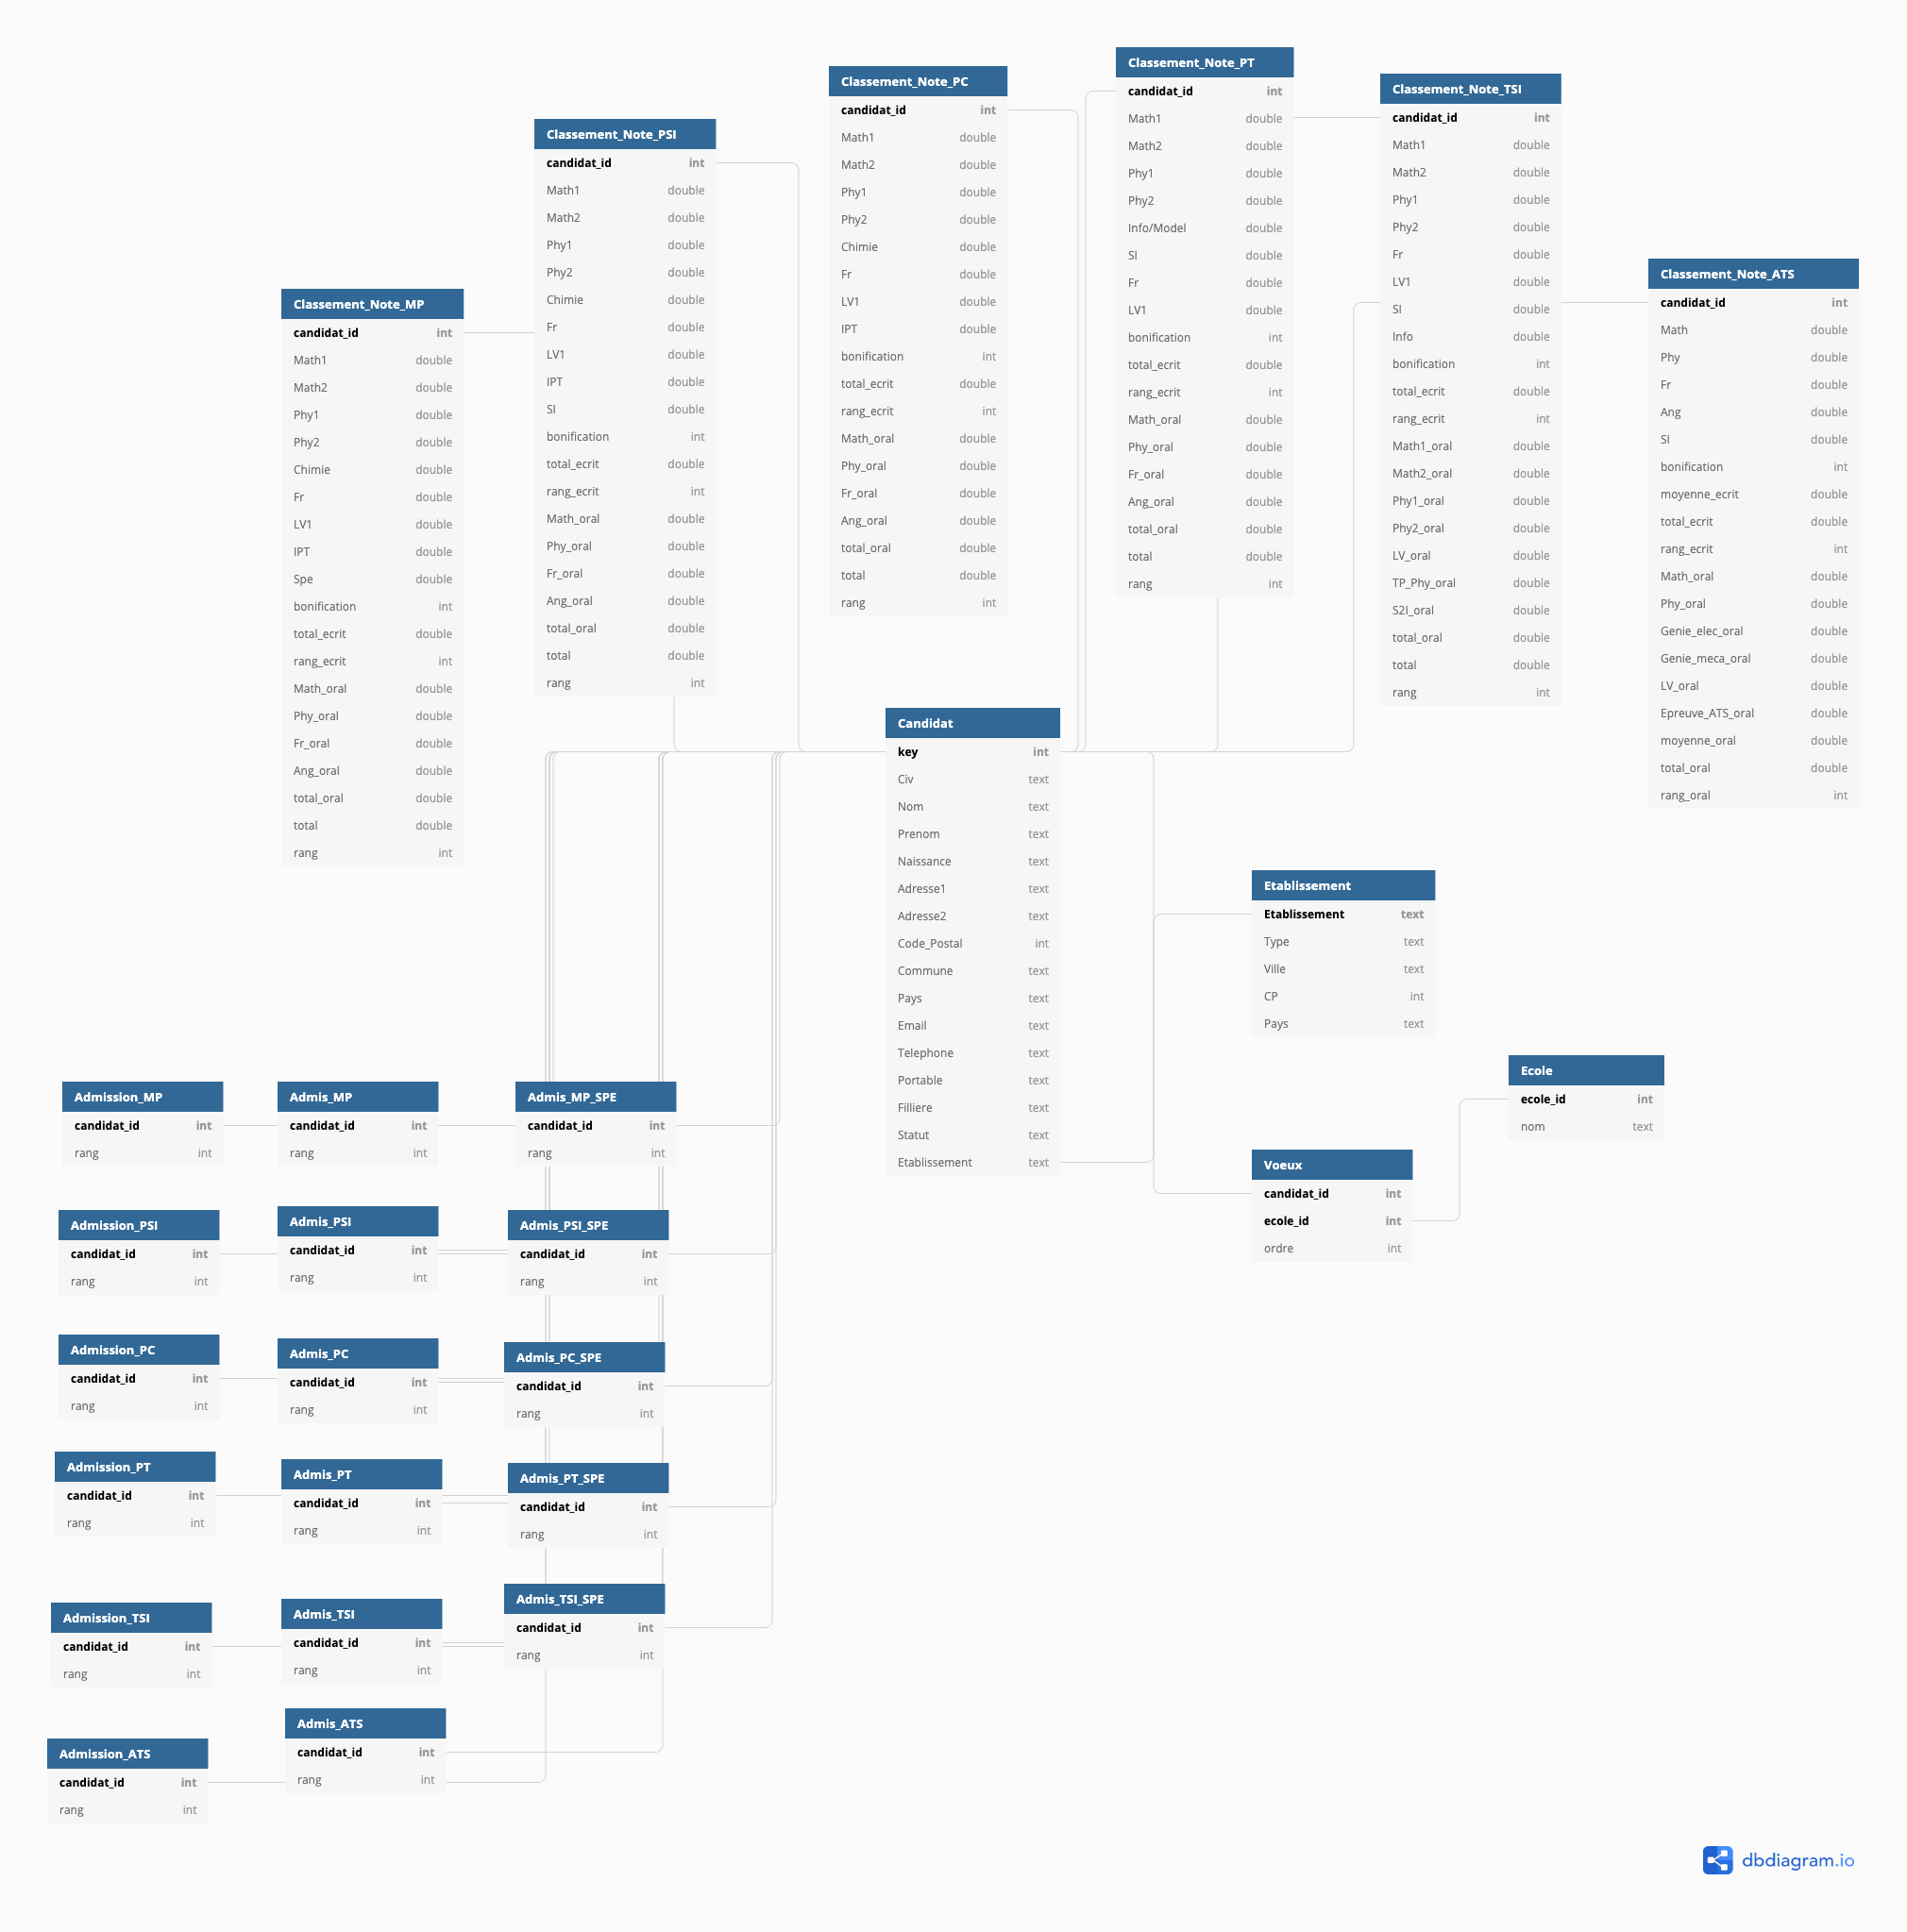 Classement_Note_MP
candidat_id int
Math1 double
Math2 double
Phy1 double
Phy2 double
Chimie double
Fr double
LV1 double
IPT double
Spe double
bonification int
total_ecrit double
rang_ecrit int
Math_oral double
Phy_oral double
Fr_oral double
Ang_oral double
total_oral double
total double
rang int
Classement_Note_PSI
candidat_id int
Math1 double
Math2 double
Phy1 double
Phy2 double
Chimie double
Fr double
LV1 double
IPT double
SI double
bonification int
total_ecrit double
rang_ecrit int
Math_oral double
Phy_oral double
Fr_oral double
Ang_oral double
total_oral double
total double
rang int
Classement_Note_PC
candidat_id int
Math1 double
Math2 double
Phy1 double
Phy2 double
Chimie double
Fr double
LV1 double
IPT double
bonification int
total_ecrit double
rang_ecrit int
Math_oral double
Phy_oral double
Fr_oral double
Ang_oral double
total_oral double
total double
rang int
Classement_Note_PT
candidat_id int
Math1 double
Math2 double
Phy1 double
Phy2 double
Info/Model double
SI double
Fr double
LV1 double
bonification int
total_ecrit double
rang_ecrit int
Math_oral double
Phy_oral double
Fr_oral double
Ang_oral double
total_oral double
total double
rang int
Classement_Note_TSI
candidat_id int
Math1 double
Math2 double
Phy1 double
Phy2 double
Fr double
LV1 double
SI double
Info double
bonification int
total_ecrit double
rang_ecrit int
Math1_oral double
Math2_oral double
Phy1_oral double
Phy2_oral double
LV_oral double
TP_Phy_oral double
S2I_oral double
total_oral double
total double
rang int
Classement_Note_ATS
candidat_id int
Math double
Phy double
Fr double
Ang double
SI double
bonification int
moyenne_ecrit double
total_ecrit double
rang_ecrit int
Math_oral double
Phy_oral double
Genie_elec_oral double
Genie_meca_oral double
LV_oral double
Epreuve_ATS_oral double
moyenne_oral double
total_oral double
rang_oral int
Candidat
key int
Civ text
Nom text
Prenom text
Naissance text
Adresse1 text
Adresse2 text
Code_Postal int
Commune text
Pays text
Email text
Telephone text
Portable text
Filliere text
Statut text
Etablissement text
Etablissement
Etablissement text
Type text
Ville text
CP int
Pays text
Ecole
ecole_id int
nom text
Voeux
candidat_id int
ecole_id int
ordre int
Admission_MP
candidat_id int
rang int
Admis_MP
candidat_id int
rang int
Admis_MP_SPE
candidat_id int
rang int
Admission_PSI
candidat_id int
rang int
Admis_PSI
candidat_id int
rang int
Admis_PSI_SPE
candidat_id int
rang int
Admission_PC
candidat_id int
rang int
Admis_PC
candidat_id int
rang int
Admis_PC_SPE
candidat_id int
rang int
Admission_PT
candidat_id int
rang int
Admis_PT
candidat_id int
rang int
Admis_PT_SPE
candidat_id int
rang int
Admission_TSI
candidat_id int
rang int
Admis_TSI
candidat_id int
rang int
Admis_TSI_SPE
candidat_id int
rang int
Admission_ATS
candidat_id int
rang int
Admis_ATS
candidat_id int
rang int
dbdiagram.io